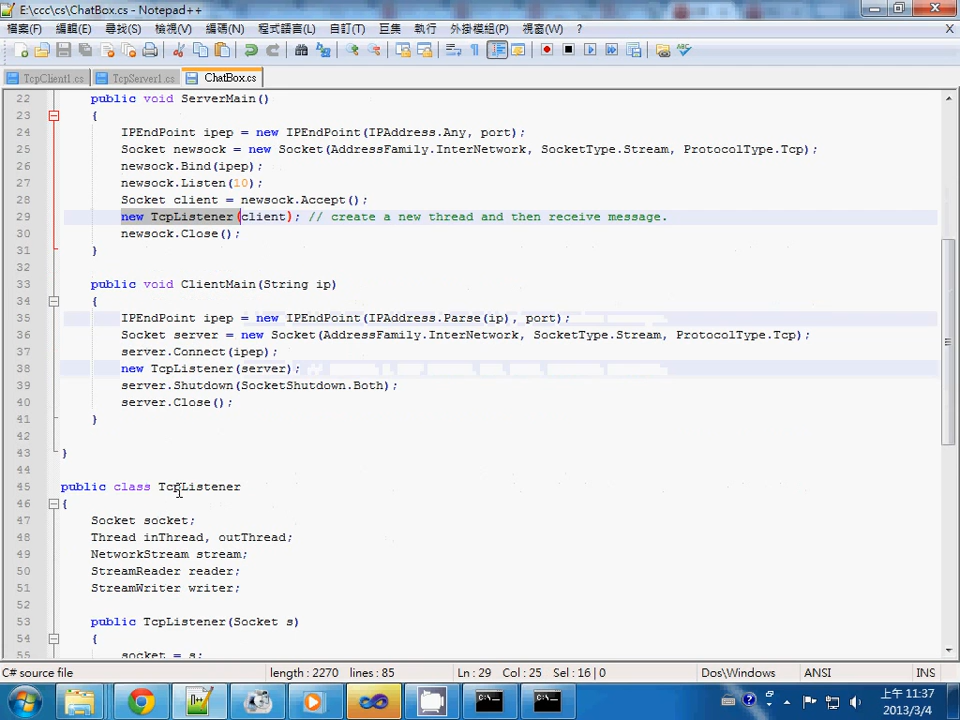 E:\ccc\cs\ChatBox.cs - Notepad++
檔案(F) 編輯(E) 尋找(S) 檢視(V) 編碼(N) 程式語言(L) 自訂(T) 巨集 執行 外掛模組(P) 視窗(W) ? X
TcpClient1.cs TcpServer1.cs ChatBox.cs
22 public void ServerMain()
23 {
24 IPEndPoint ipep = new IPEndPoint(IPAddress.Any, port);
25 Socket newsock = new Socket(AddressFamily.InterNetwork, SocketType.Stream, ProtocolType.Tcp);
26 newsock.Bind(ipep);
27 newsock.Listen(10);
28 Socket client = newsock.Accept();
29 new TcpListener(client); // create a new thread and then receive message.
30 newsock.Close();
31 }
32
33 public void ClientMain(String ip)
34 {
35 IPEndPoint ipep = new IPEndPoint(IPAddress.Parse(ip), port);
36 Socket server = new Socket(AddressFamily.InterNetwork, SocketType.Stream, ProtocolType.Tcp);
37 server.Connect(ipep);
38 new TcpListener(server);
39 server.Shutdown(SocketShutdown.Both);
40 server.Close();
41 }
42
43 }
44
45 public class TcpListener
46 {
47 Socket socket;
48 Thread inThread, outThread;
49 NetworkStream stream;
50 StreamReader reader;
51 StreamWriter writer;
52
53 public TcpListener(Socket s)
54 {
55 socket = s;
C# source file length : 2270 lines : 85 Ln : 29 Col : 25 Sel : 16 | 0 Dos\Windows ANSI INS
上午 11:37
2013/3/4